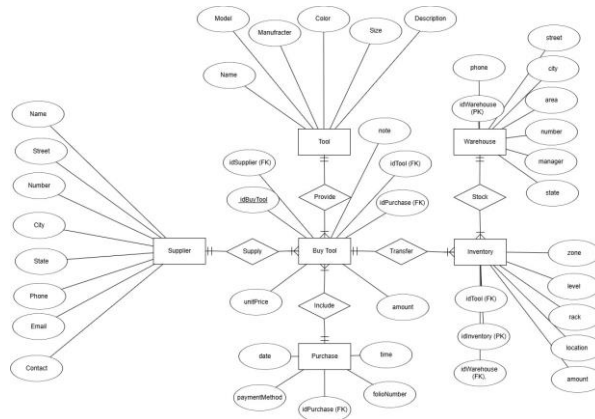 Model
Manufracter
Color
Size
Description
Name
Tool
note
idSupplier (FK)
idTool (FK)
idBuyTool
Provide
idPurchase (FK)
phone
street
city
idWarehouse (PK)
area
number
Warehouse
manager
state
Stock
Name
Street
Number
City
State
Phone
Email
Contact
Supplier
Supply
Buy Tool
Transfer
Inventory
zone
level
rack
location
amount
idTool (FK)
idInventory (PK)
idWarehouse
(FK)
unitPrice
Include
amount
date
Purchase
time
paymentMethod
idPurchase (FK)
folioNumber